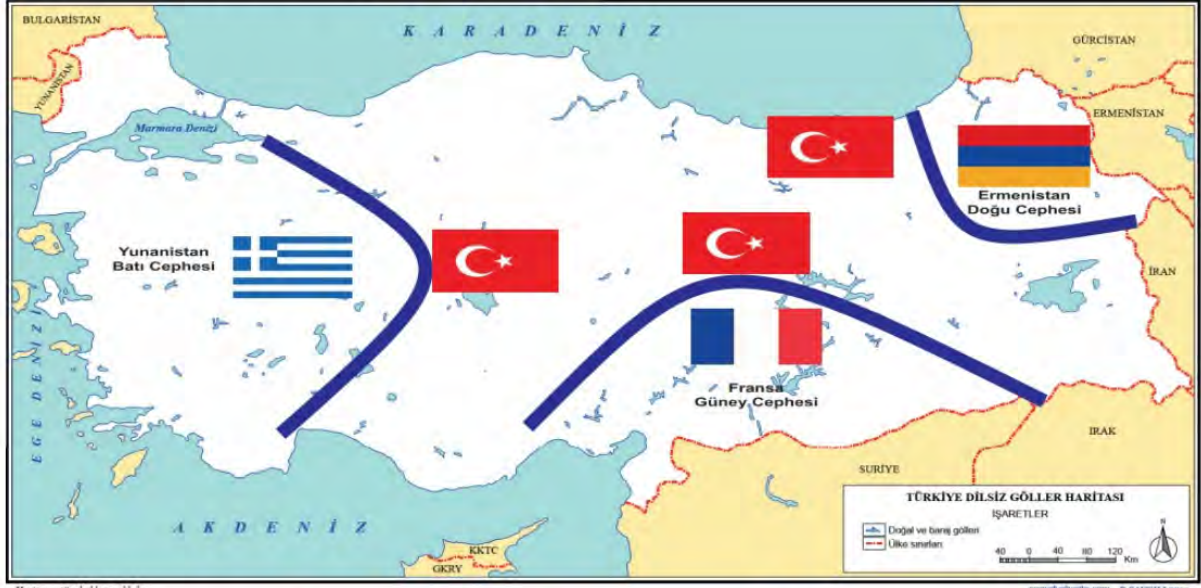 BULGARİSTAN
K A R A D E N İ Z
GÜRCİSTAN
YUNANİSTAN
ERMENİSTAN
Marmara Denizi
Ermenistan
Doğu Cephesi
Yunanistan
Batı Cephesi
İRAN
EGE DENİZİ
Fransa
Güney Cephesi
IRAK
SURİYE
TÜRKİYE DİLSİZ GÖLLER HARİTASI
İŞARETLER
Doğal ve baraj gölleri
Ülke sınırları
N
40 0 40 80 120 Km
A K D E N İ Z
KKTC
GKRY